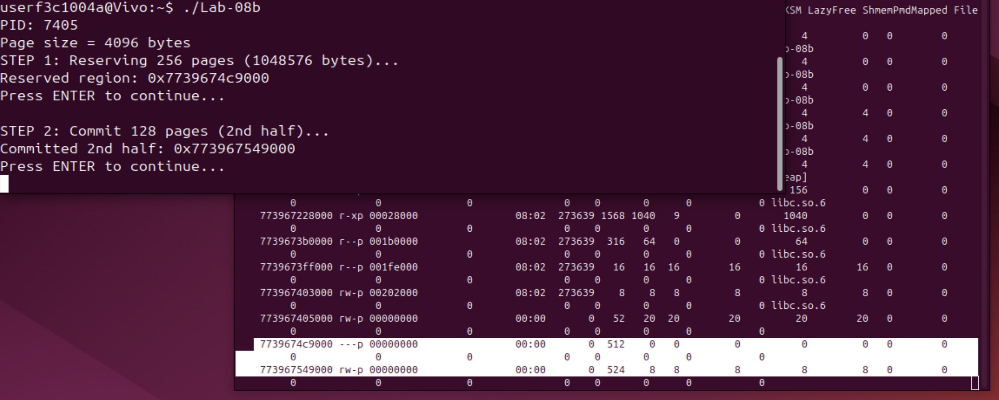 userf3c1004a@Vivo:~$ ./Lab-08b
PID: 7405
Page size = 4096 bytes
STEP 1: Reserving 256 pages (1048576 bytes)...
Reserved region: 0x7739674c9000
Press ENTER to continue...
STEP 2: Commit 128 pages (2nd half)...
Committed 2nd half: 0x773967549000
Press ENTER to continue...
KSM LazyFree ShmemPmdMapped File
4 0 0 0
b-08b
4 0 0 0
b-08b
4 0 0 0
b-08b
4 4 0 0
b-08b
4 4 0 0
b-08b
4 4 0 0
eap]
156 0 0 0
0 0 0 0 0 0 0 0 libc.so.6
773967228000 r-xp 00028000 08:02 273639 1568 1040 9 0 1040 0 0 0
0 0 0 0 0 0 0 0 libc.so.6
7739673b0000 r--p 001b0000 08:02 273639 316 64 0 0 64 0 0 0
0 0 0 0 0 0 0 0 libc.so.6
7739673ff000 r--p 001fe000 08:02 273639 16 16 16 16 16 16 0 0
0 0 0 0 0 0 0 0 libc.so.6
773967403000 rw-p 00202000 08:02 273639 8 8 8 8 8 8 0 0
0 0 0 0 0 0 0 0 libc.so.6
773967405000 rw-p 00000000 00:00 0 52 20 20 20 20 20 0 0
0 0 0 0 0 0 0 0
7739674c9000 ---p 00000000 00:00 0 512 0 0 0 0 0 0 0
0 0 0 0 0 0 0 0
773967549000 rw-p 00000000 00:00 0 524 8 8 8 8 8 0 0
0 0 0 0 0 0 0 0